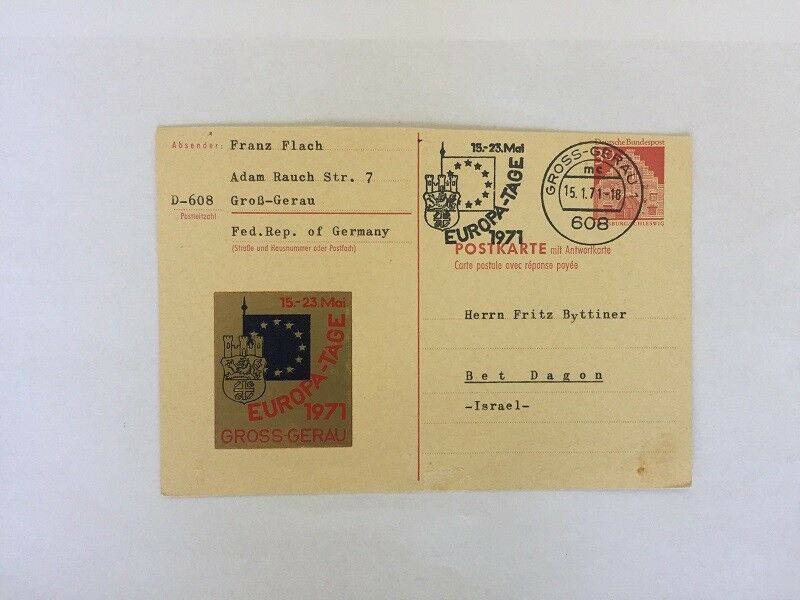 Absender: Franz Flach
Adam Rauch Str. 7
D-608 Groß-Gerau
Postleitzahl
Fed.Rep. of Germany
(Straße und Hausnummer oder Postfach)
15.-23.Mai
EUROPA-TAGE
1971
GROSS-GERAU
15.-23.Mai
EUROPA-TAGE
1971
GROSS-GERAU 1
mc
15.1.71-18
608
Deutsche Bundespost
POSTKARTE mit Antwortkarte
Carte postale avec réponse payée
Herrn Fritz Byttiner
Bet Dagon
-Israel-